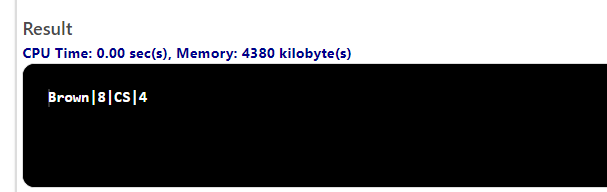 Result
CPU Time: 0.00 sec(s), Memory: 4380 kilobyte(s)
Brown|8|CS|4